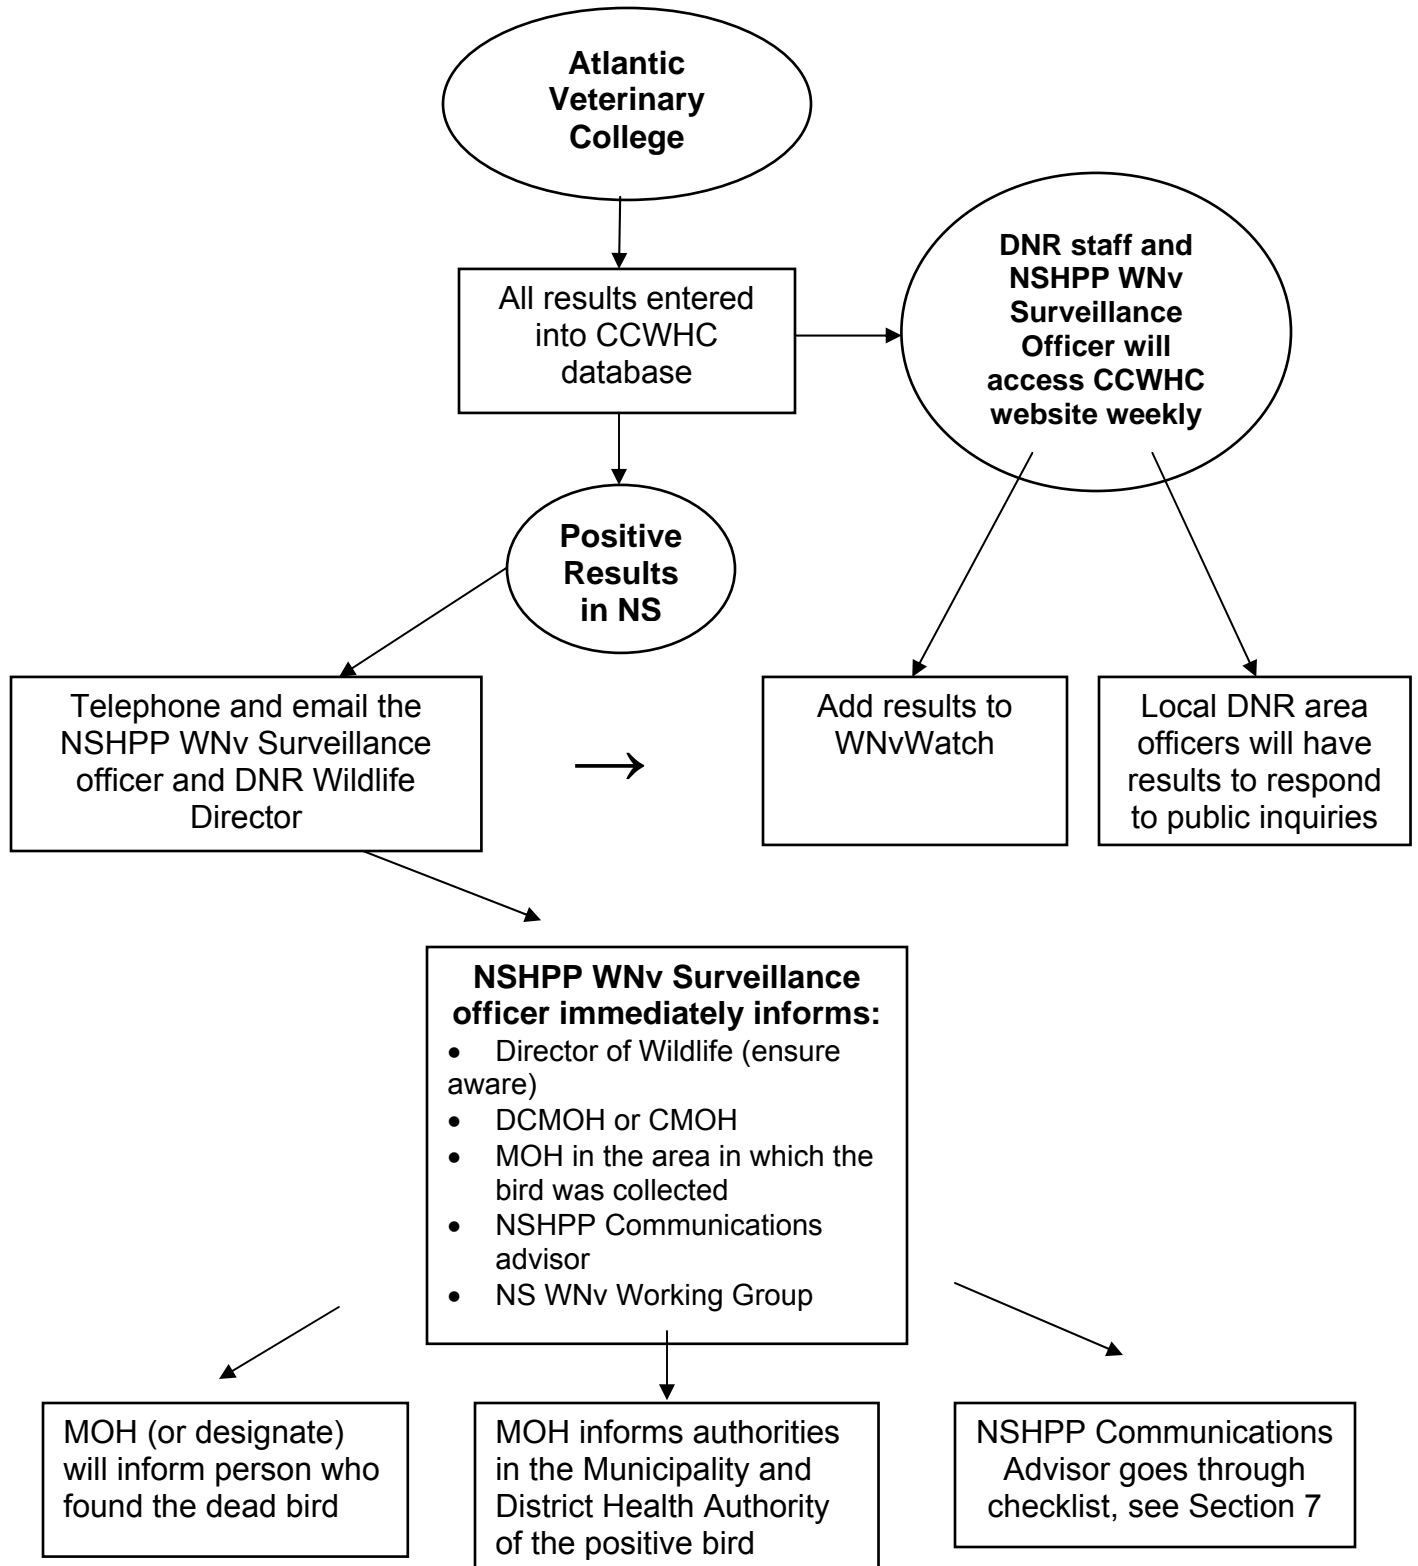 Atlantic
Veterinary
College
DNR staff and
NSHPP WNv
Surveillance
Officer will
access CCWHC
website weekly
All results entered
into CCWHC
database
Positive
Results
in NS
Telephone and email the
NSHPP WNv Surveillance
officer and DNR Wildlife
Director
→
Add results to
WNvWatch
Local DNR area
officers will have
results to respond
to public inquiries
NSHPP WNv Surveillance
officer immediately informs:
• Director of Wildlife (ensure
aware)
• DCMOH or CMOH
• MOH in the area in which the
bird was collected
• NSHPP Communications
advisor
• NS WNv Working Group
MOH (or designate)
will inform person who
found the dead bird
MOH informs authorities
in the Municipality and
District Health Authority
of the positive bird
NSHPP Communications
Advisor goes through
checklist, see Section 7